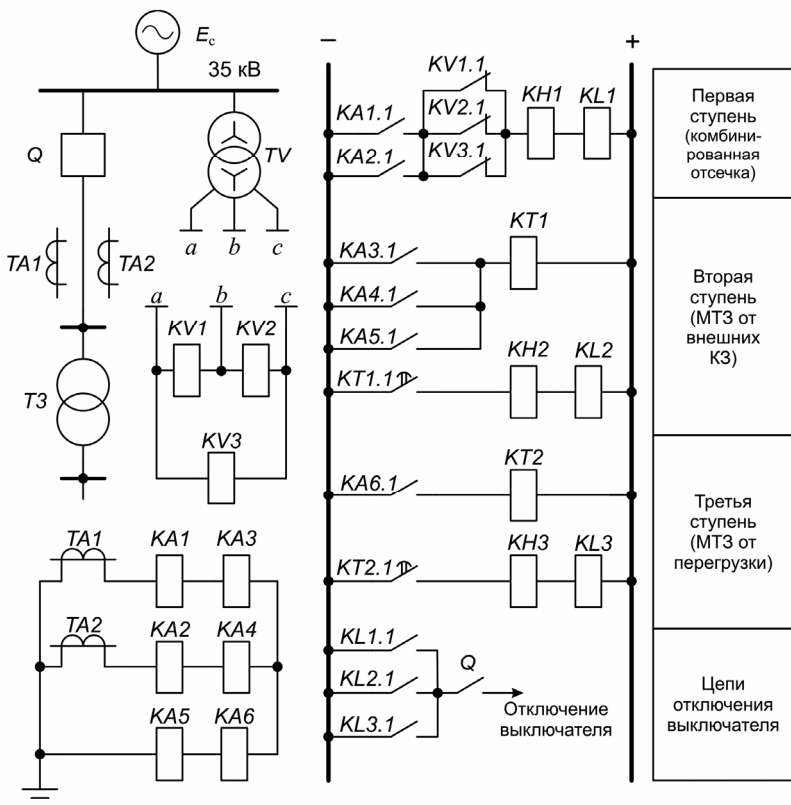 E_c
35 кВ
Q
TV
a b c
TA1
TA2
a b c
KV1 KV2
KV3
T3
TA1 KA1 KA3
TA2 KA2 KA4
KA5 KA6
– +
KV1.1
KA1.1 KV2.1 KH1 KL1
KA2.1 KV3.1
KA3.1 KT1
KA4.1
KA5.1
KT1.1 KH2 KL2
KA6.1 KT2
KT2.1 KH3 KL3
KL1.1
KL2.1 Q
KL3.1
Отключение
выключателя
Первая
ступень
(комбини-
рованная
отсечка)
Вторая
ступень
(МТЗ от
внешних
КЗ)
Третья
ступень
(МТЗ от
перегрузки)
Цепи
отключения
выключателя